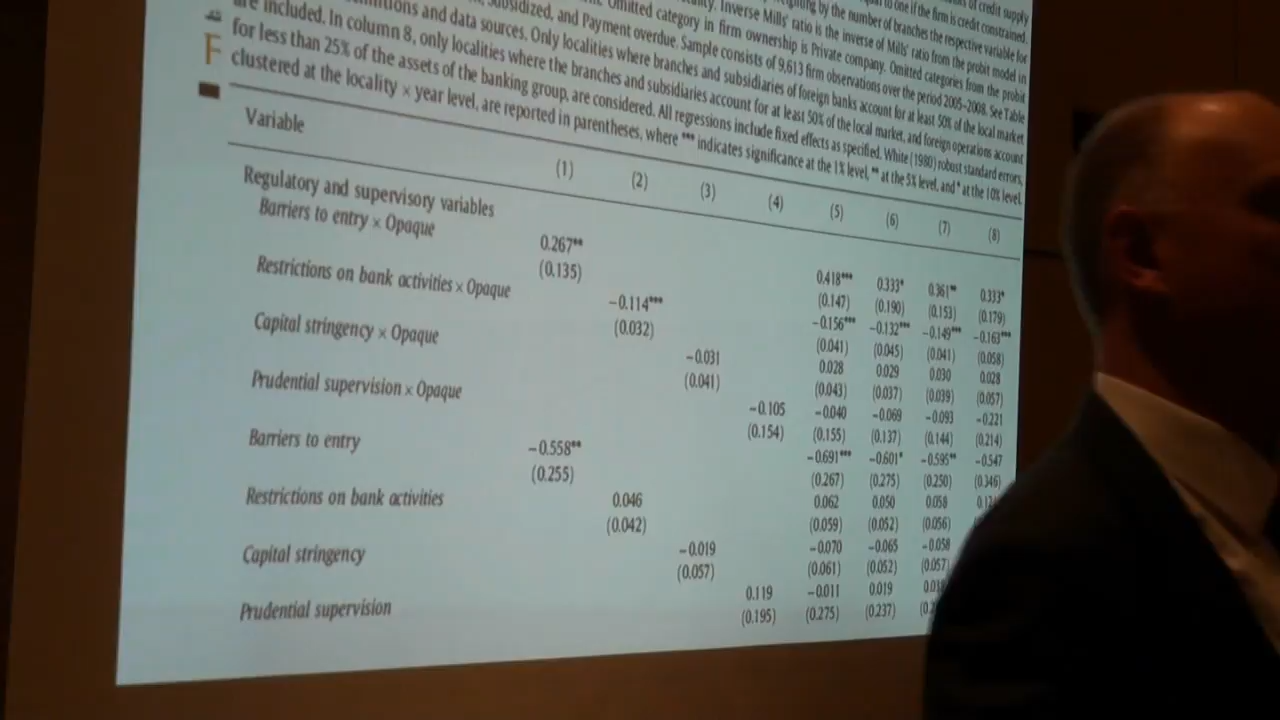 s of credit supply
l to one if the firm is credit constrained.
ghting by the number of branches the respective variable for
Inverse Mills' ratio is the inverse of Mills' ratio from the probit model in
Omitted category in firm ownership is Private company. Omitted categories from the probit
ubsidized, and Payment overdue. Sample consists of 9,613 firm observations over the period 2005–2008. See Table
nitions and data sources. Only localities where branches and subsidiaries of foreign banks account for at least 50% of the local market
are included. In column 8, only localities where the branches and subsidiaries account for at least 50% of the local market, and foreign operations account
for less than 25% of the assets of the banking group, are considered. All regressions include fixed effects as specified. White (1980) robust standard errors,
clustered at the locality × year level, are reported in parentheses, where *** indicates significance at the 1% level, ** at the 5% level, and * at the 10% level.
F
Variable (1) (2) (3) (4) (5) (6) (7) (8)
Regulatory and supervisory variables
Barriers to entry × Opaque 0.267** 0.418*** 0.333* 0.361** 0.333*
(0.135) (0.147) (0.190) (0.153) (0.179)
Restrictions on bank activities × Opaque −0.114*** −0.156*** −0.132*** −0.149*** −0.163***
(0.032) (0.041) (0.045) (0.041) (0.058)
Capital stringency × Opaque −0.031 0.028 0.029 0.030 0.028
(0.041) (0.043) (0.037) (0.039) (0.057)
Prudential supervision × Opaque −0.105 −0.040 −0.069 −0.093 −0.221
(0.154) (0.155) (0.137) (0.144) (0.214)
Barriers to entry −0.558** −0.691*** −0.601* −0.595** −0.547
(0.255) (0.267) (0.275) (0.250) (0.346)
Restrictions on bank activities 0.046 0.062 0.050 0.058
(0.042) (0.059) (0.052) (0.056)
Capital stringency −0.019 −0.070 −0.065 −0.058
(0.057) (0.061) (0.052) (0.057)
Prudential supervision 0.119 −0.011 0.019
(0.195) (0.275) (0.237)